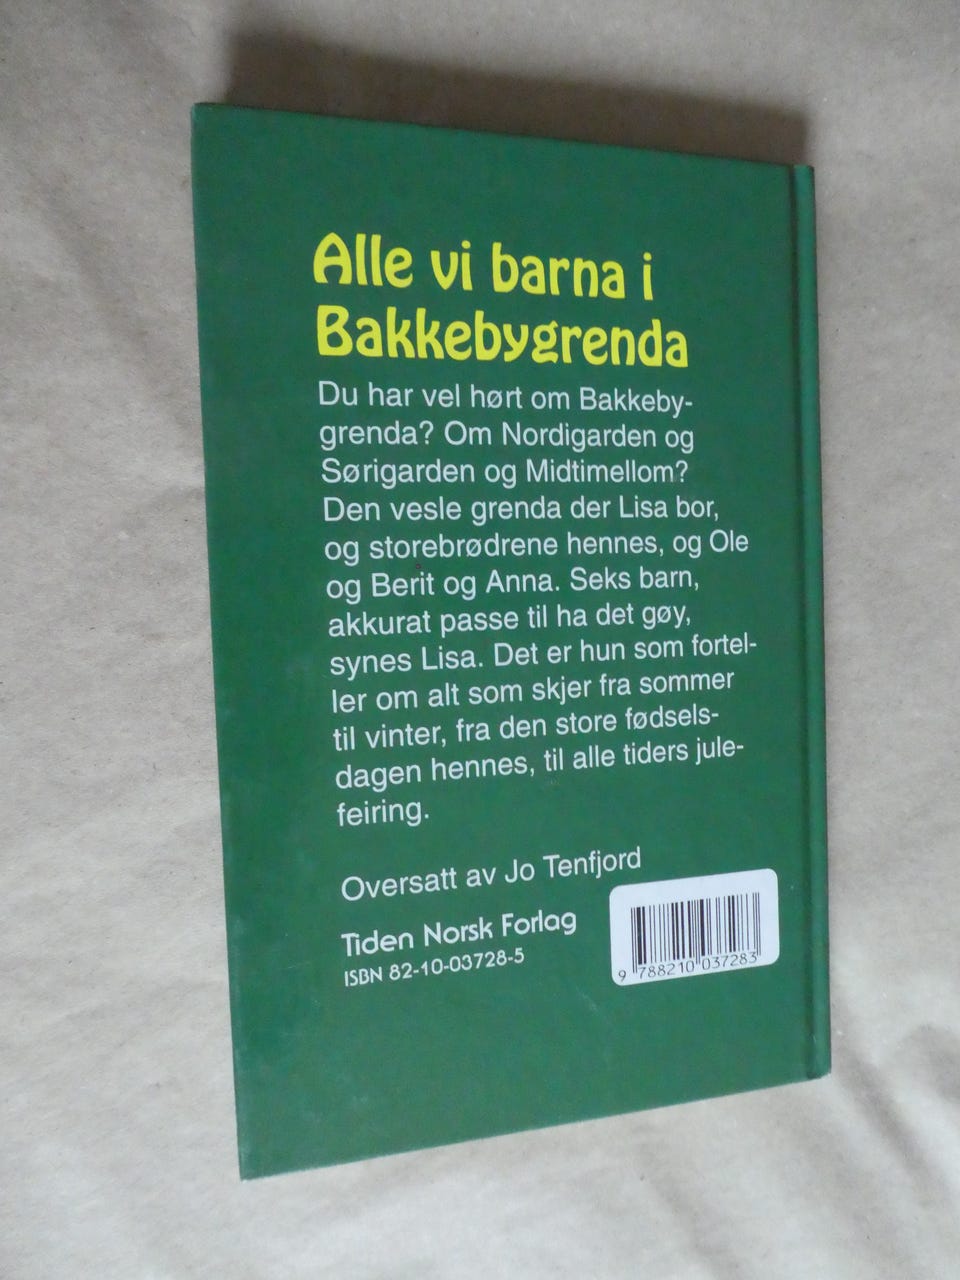 Alle vi barna i
Bakkebygrenda
Du har vel hørt om Bakkeby-
grenda? Om Nordigarden og
Sørigarden og Midtimellom?
Den vesle grenda der Lisa bor,
og storebrødrene hennes, og Ole
og Berit og Anna. Seks barn,
akkurat passe til ha det gøy,
synes Lisa. Det er hun som fortel-
ler om alt som skjer fra sommer
til vinter, fra den store fødsels-
dagen hennes, til alle tiders jule-
feiring.
Oversatt av Jo Tenfjord
Tiden Norsk Forlag
ISBN 82-10-03728-5
9 788210 037283